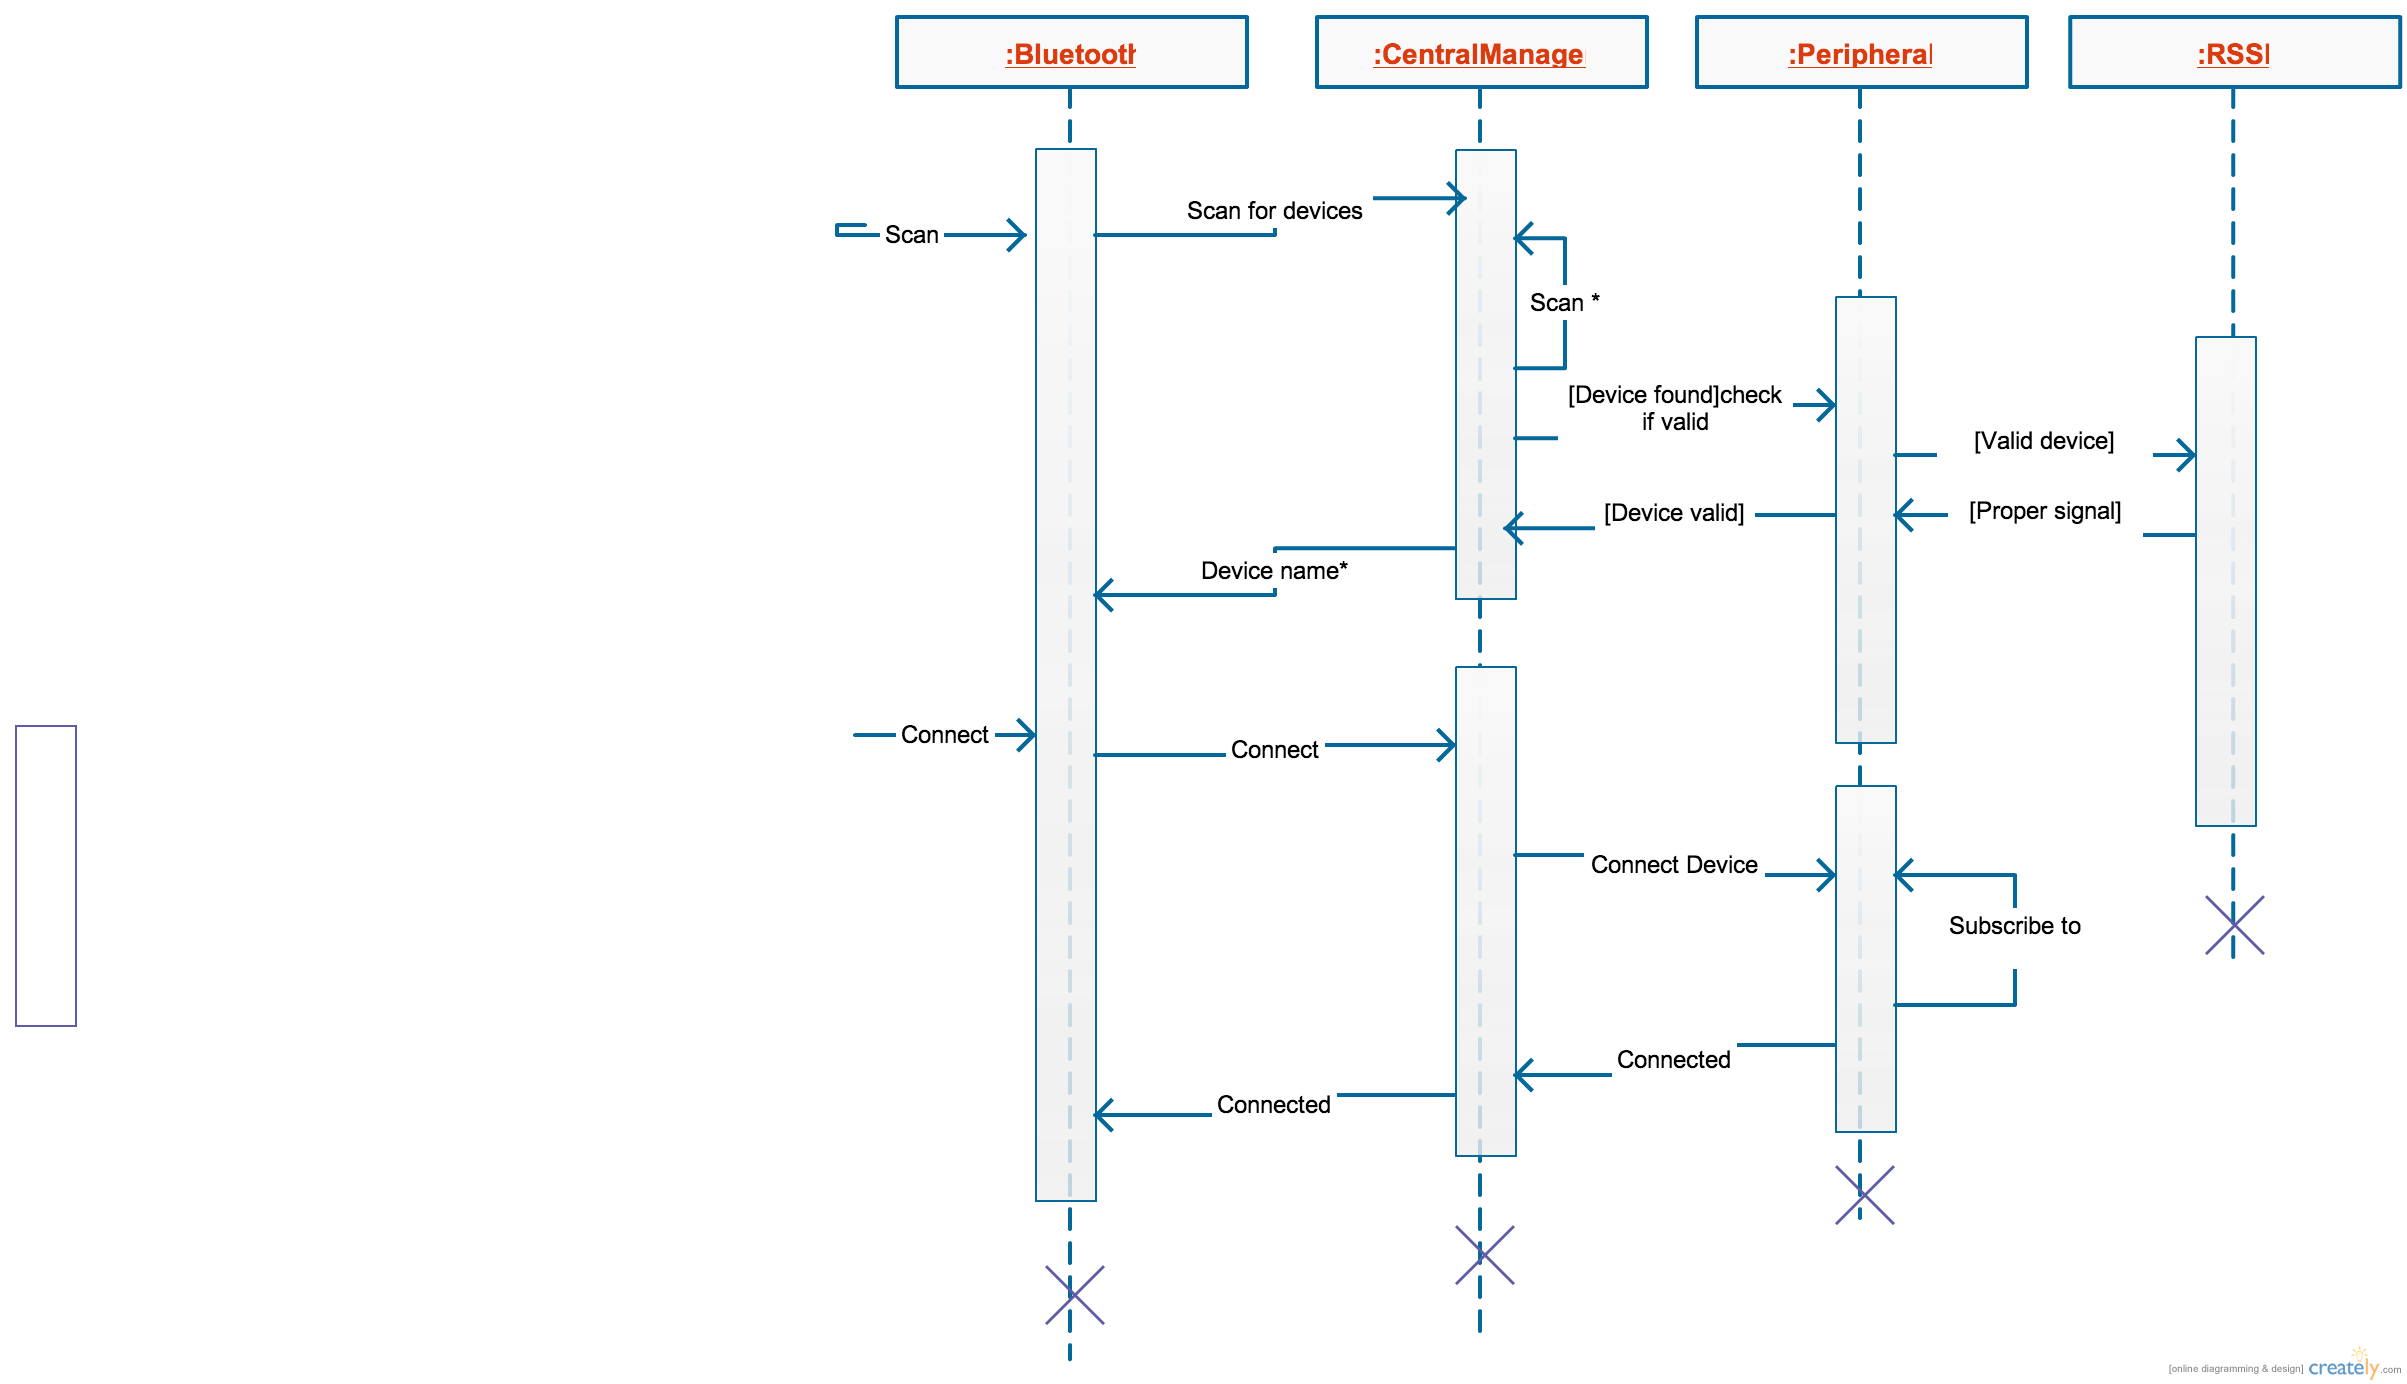 :Bluetooth
:CentralManage
:Peripheral
:RSSI
Scan for devices
Scan
Scan *
[Device found]check
if valid
[Valid device]
[Device valid]
[Proper signal]
Device name*
Connect
Connect
Connect Device
Subscribe to
Connected
Connected
[online diagramming & design] creately.com